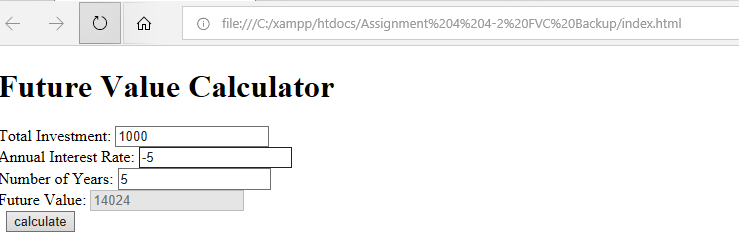 file:///C:/xampp/htdocs/Assignment%204%204-2%20FVC%20Backup/index.html
Future Value Calculator
Total Investment: 1000
Annual Interest Rate: -5
Number of Years: 5
Future Value: 14024
calculate